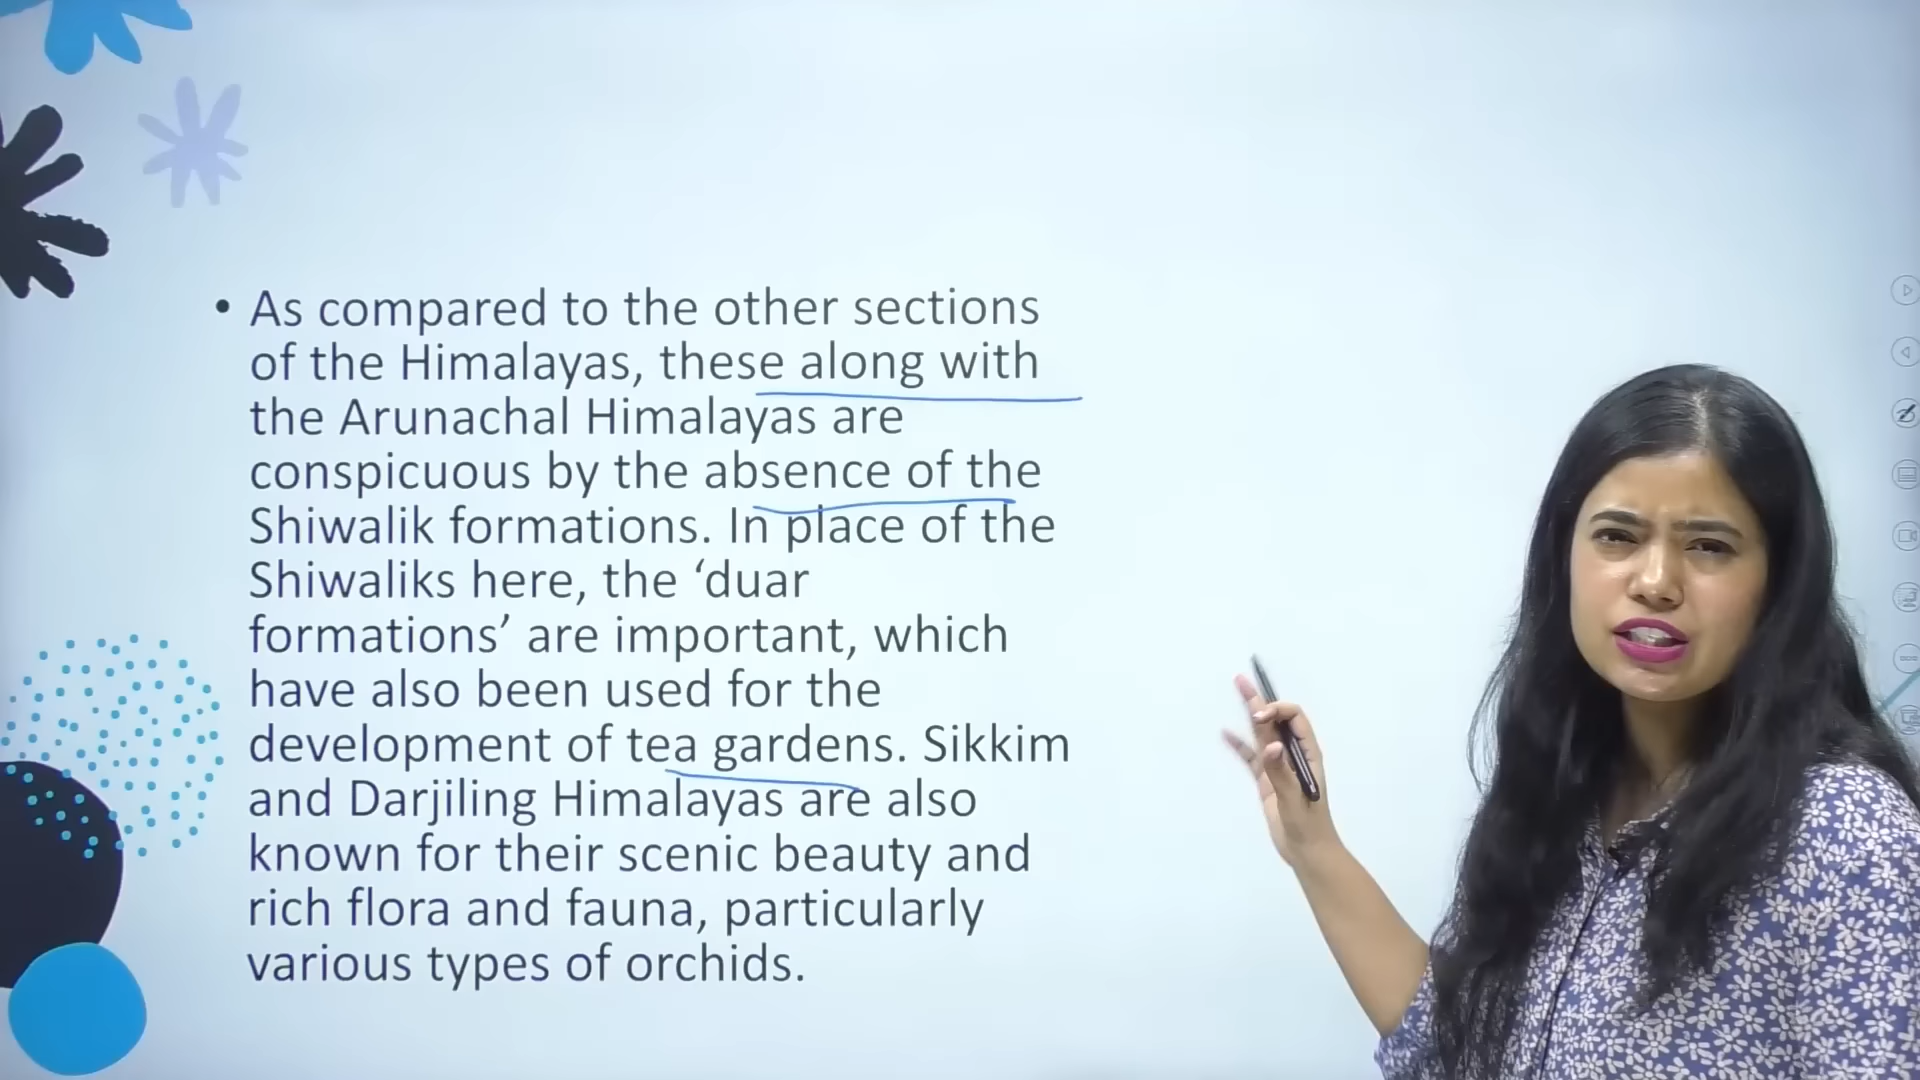 • As compared to the other sections
of the Himalayas, these along with
the Arunachal Himalayas are
conspicuous by the absence of the
Shiwalik formations. In place of the
Shiwaliks here, the ‘duar
formations’ are important, which
have also been used for the
development of tea gardens. Sikkim
and Darjiling Himalayas are also
known for their scenic beauty and
rich flora and fauna, particularly
various types of orchids.